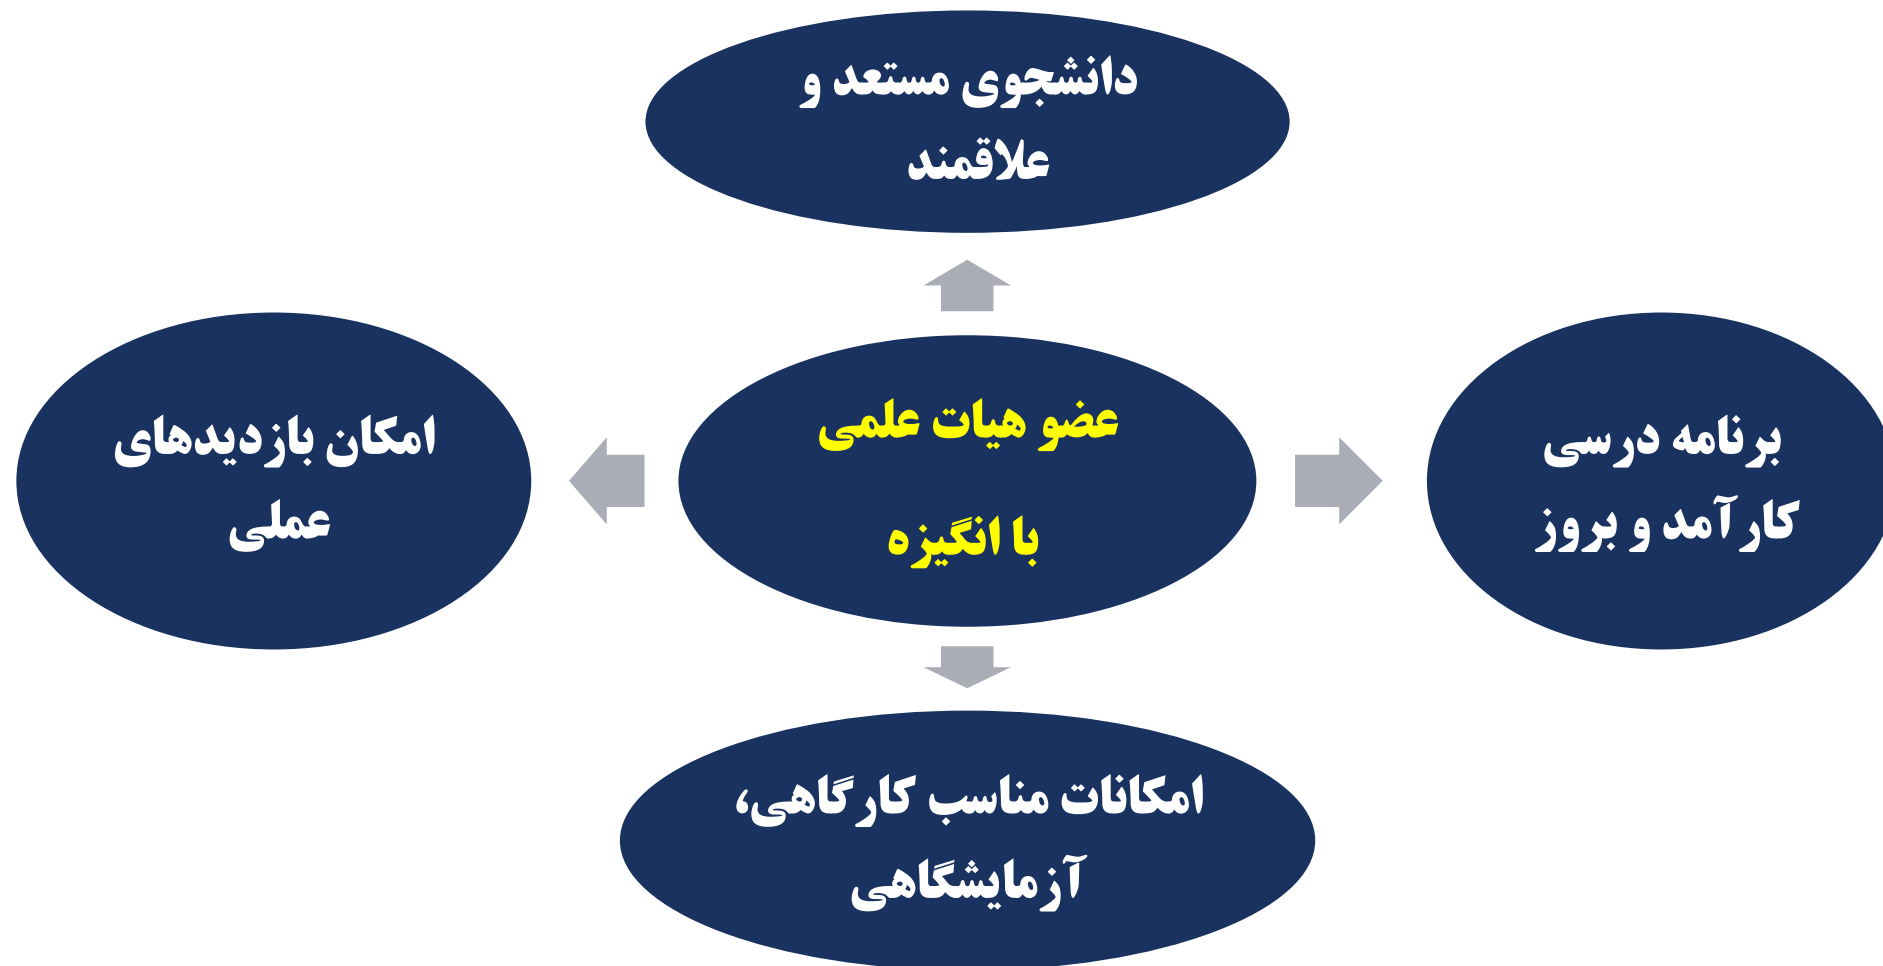 دانشجوی مستعد و
علاقمند
برنامه درسی
کارآمد و بروز
عضو هیات علمی
با انگیزه
امکان بازدیدهای
عملی
امکانات مناسب کارگاهی،
آزمایشگاهی